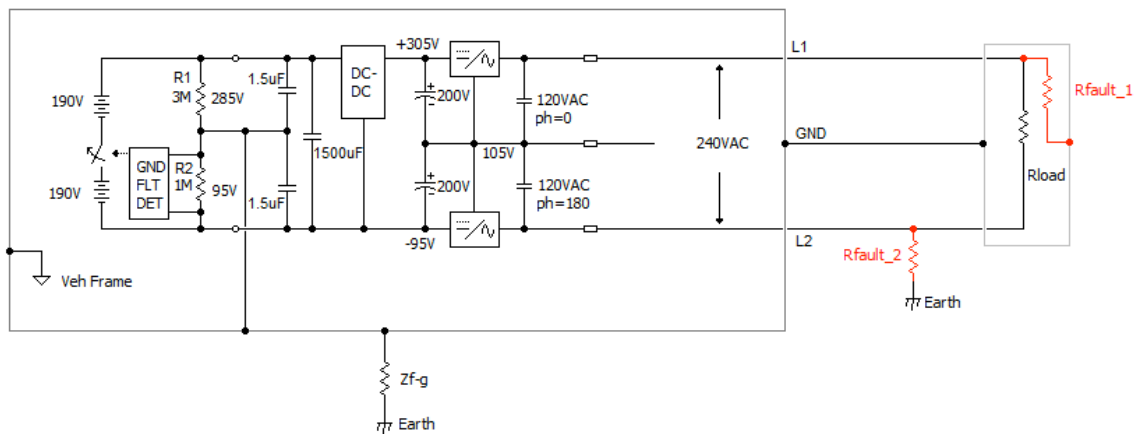 +305V
L1
R1
3M
285V
1.5uF
DC-
DC
190V
200V
120VAC
ph=0
Rfault_1
GND
1500uF
105V
240VAC
GND
FLT
DET
R2
1M
95V
190V
1.5uF
200V
120VAC
ph=180
Rload
-95V
L2
Rfault_2
Veh Frame
Earth
Zf-g
Earth